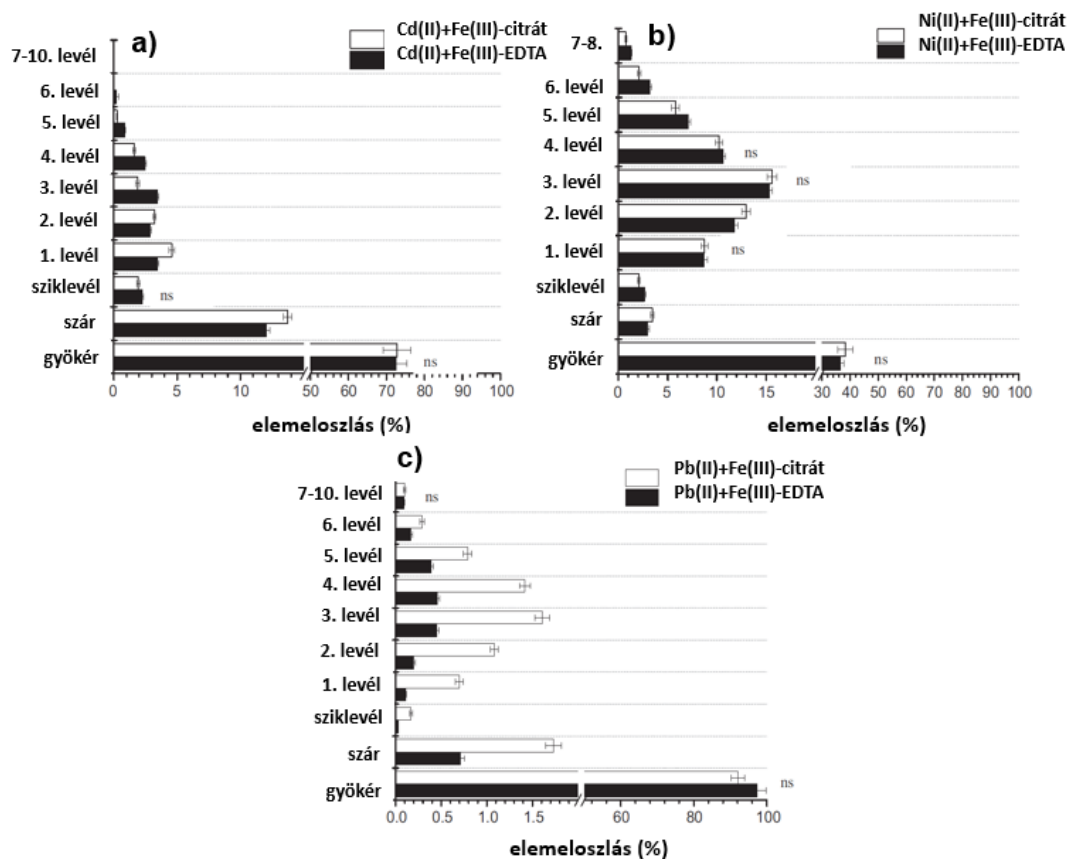 a)
Cd(II)+Fe(III)-citrát
Cd(II)+Fe(III)-EDTA
7-10. levél
6. levél
5. levél
4. levél
3. levél
2. levél
1. levél
sziklevél
ns
szár
gyökér
ns
0 5 10 50 60 70 80 90 100
elemeloszlás (%)
b)
Ni(II)+Fe(III)-citrát
Ni(II)+Fe(III)-EDTA
7-8.
6. levél
5. levél
4. levél
ns
3. levél
ns
2. levél
1. levél
ns
sziklevél
szár
gyökér
ns
0 5 10 15 30 40 50 60 70 80 90 100
elemeloszlás (%)
c)
Pb(II)+Fe(III)-citrát
Pb(II)+Fe(III)-EDTA
7-10. levél
ns
6. levél
5. levél
4. levél
3. levél
2. levél
1. levél
sziklevél
szár
gyökér
ns
0.0 0.5 1.0 1.5 60 80 100
elemeloszlás (%)